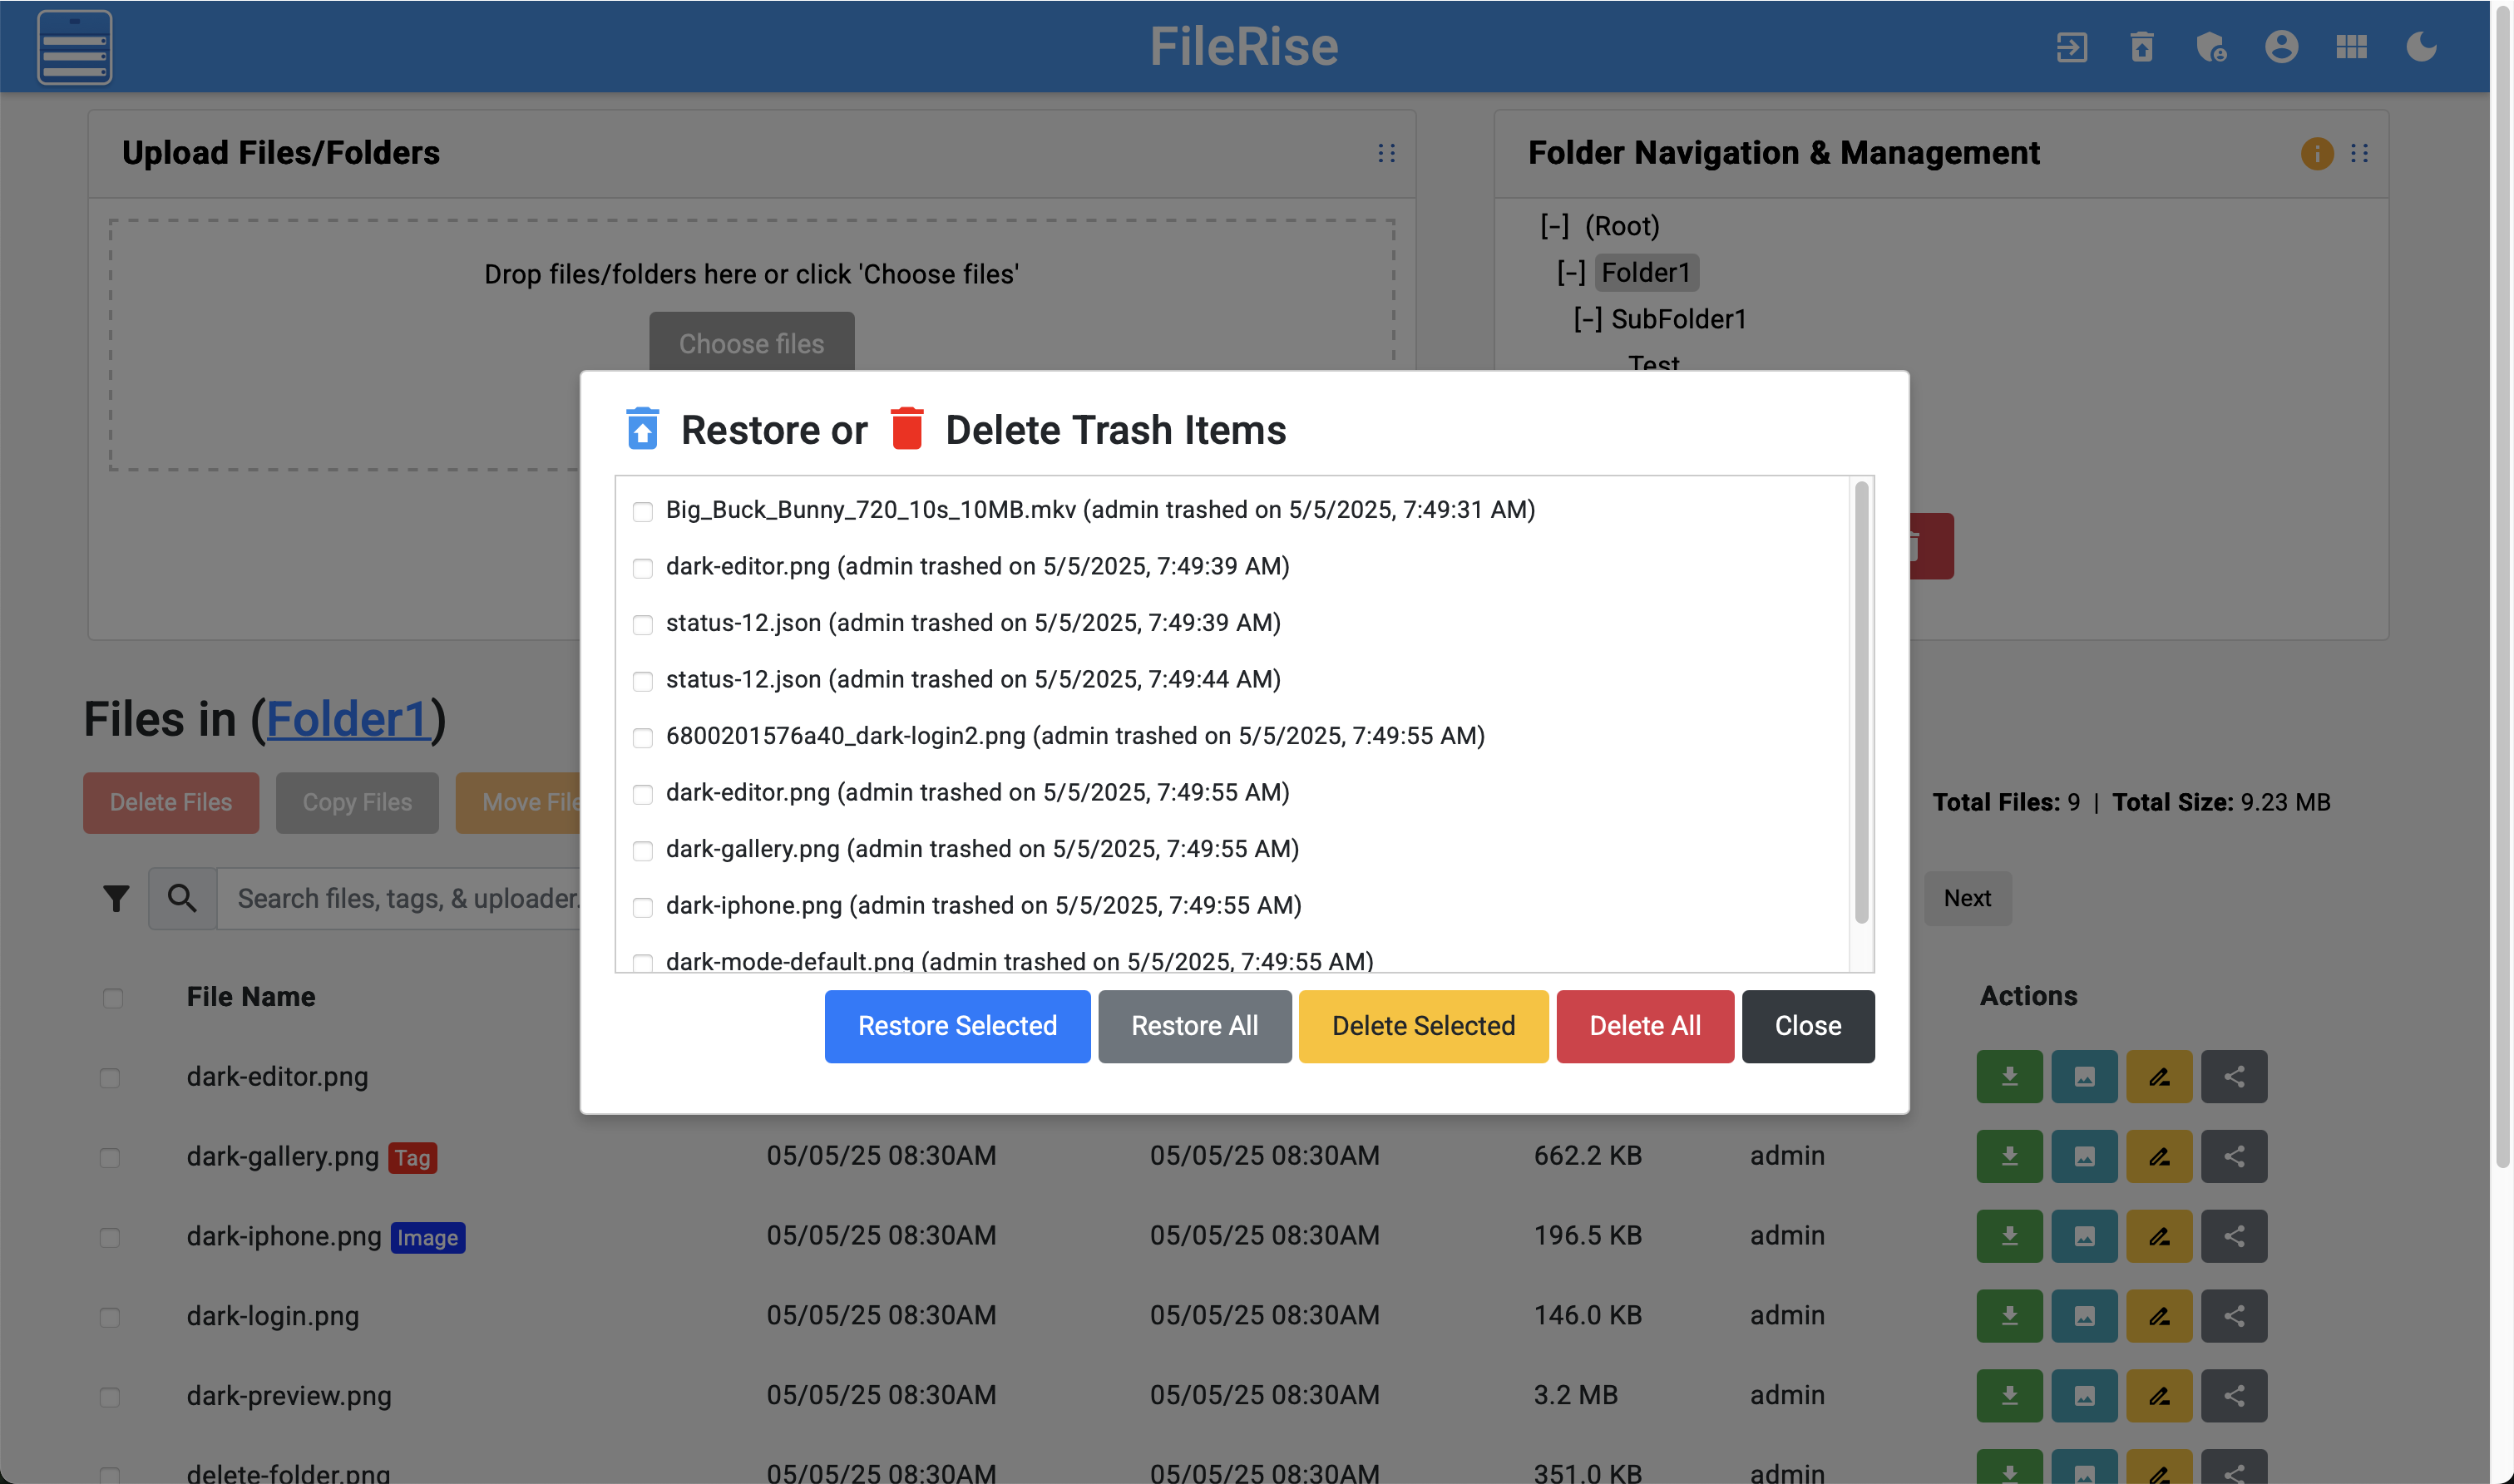 FileRise
Upload Files/Folders
Drop files/folders here or click 'Choose files'
Choose files
Folder Navigation & Management
[-] (Root)
[-] Folder1
[-] SubFolder1
Test
Restore or Delete Trash Items
Big_Buck_Bunny_720_10s_10MB.mkv (admin trashed on 5/5/2025, 7:49:31 AM)
dark-editor.png (admin trashed on 5/5/2025, 7:49:39 AM)
status-12.json (admin trashed on 5/5/2025, 7:49:39 AM)
status-12.json (admin trashed on 5/5/2025, 7:49:44 AM)
6800201576a40_dark-login2.png (admin trashed on 5/5/2025, 7:49:55 AM)
dark-editor.png (admin trashed on 5/5/2025, 7:49:55 AM)
dark-gallery.png (admin trashed on 5/5/2025, 7:49:55 AM)
dark-iphone.png (admin trashed on 5/5/2025, 7:49:55 AM)
dark-mode-default.png (admin trashed on 5/5/2025, 7:49:55 AM)
Restore Selected Restore All Delete Selected Delete All Close
Files in (Folder1)
Delete Files Copy Files Move File
Total Files: 9 | Total Size: 9.23 MB
Search files, tags, & uploader.
Next
File Name Actions
dark-editor.png
dark-gallery.png Tag 05/05/25 08:30AM 05/05/25 08:30AM 662.2 KB admin
dark-iphone.png Image 05/05/25 08:30AM 05/05/25 08:30AM 196.5 KB admin
dark-login.png 05/05/25 08:30AM 05/05/25 08:30AM 146.0 KB admin
dark-preview.png 05/05/25 08:30AM 05/05/25 08:30AM 3.2 MB admin
delete-folder.png 05/05/25 08:30AM 05/05/25 08:30AM 351.0 KB admin